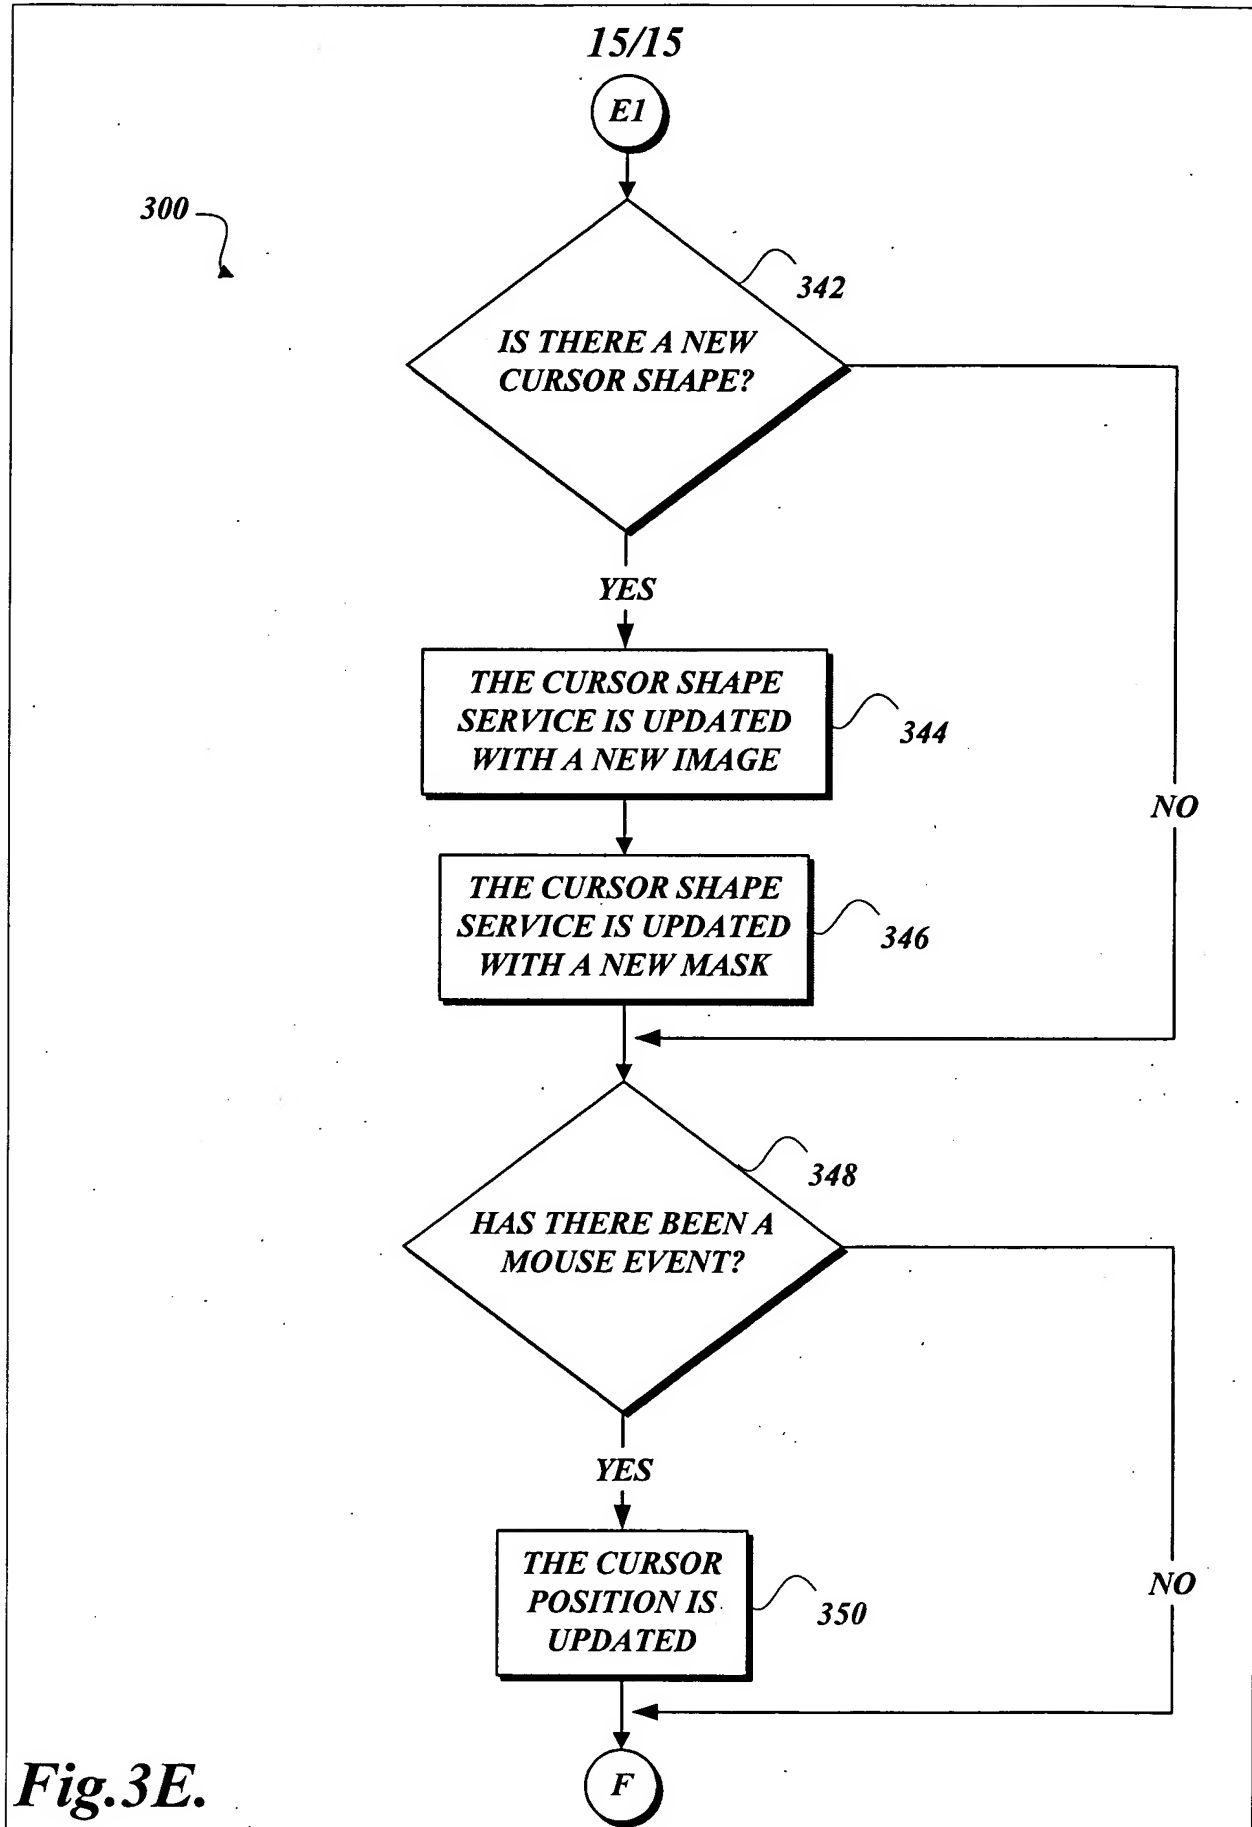 15/15
E1
300
342
IS THERE A NEW
CURSOR SHAPE?
YES
THE CURSOR SHAPE
SERVICE IS UPDATED
WITH A NEW IMAGE
344
NO
THE CURSOR SHAPE
SERVICE IS UPDATED
WITH A NEW MASK
346
348
HAS THERE BEEN A
MOUSE EVENT?
YES
THE CURSOR
POSITION IS
UPDATED
350
NO
F
Fig.3E.